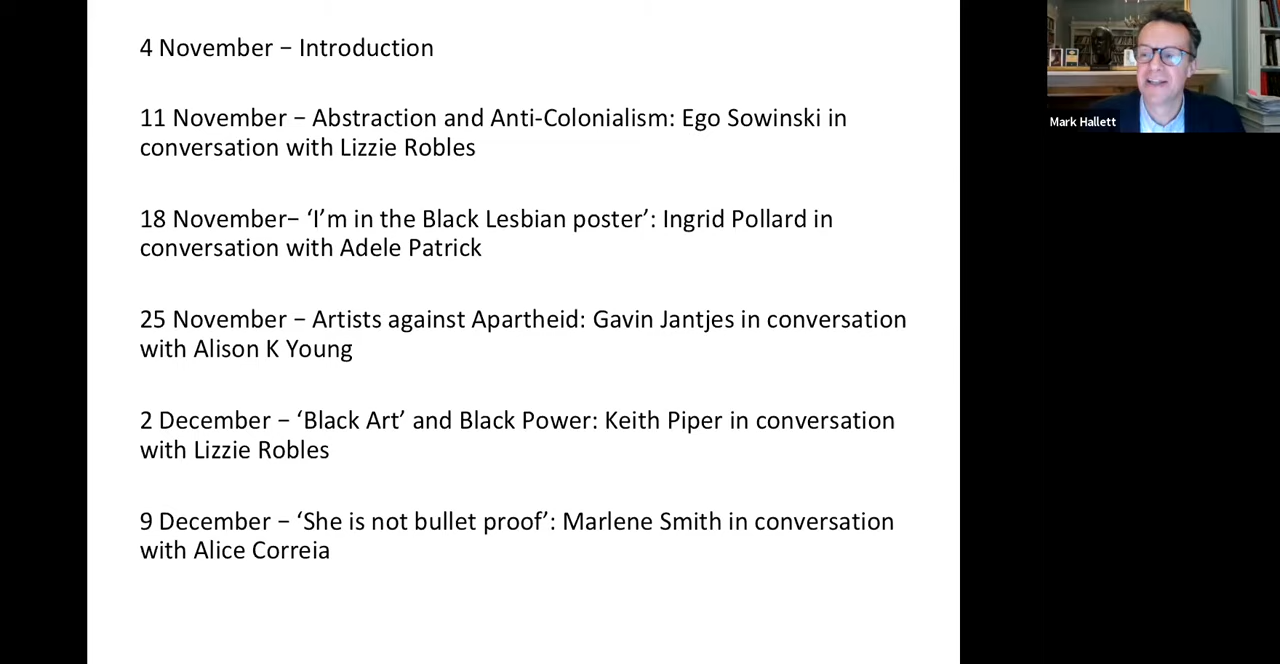 4 November – Introduction
11 November – Abstraction and Anti-Colonialism: Ego Sowinski in
conversation with Lizzie Robles
18 November– ‘I’m in the Black Lesbian poster’: Ingrid Pollard in
conversation with Adele Patrick
25 November – Artists against Apartheid: Gavin Jantjes in conversation
with Alison K Young
2 December – ‘Black Art’ and Black Power: Keith Piper in conversation
with Lizzie Robles
9 December – ‘She is not bullet proof’: Marlene Smith in conversation
with Alice Correia
Mark Hallett